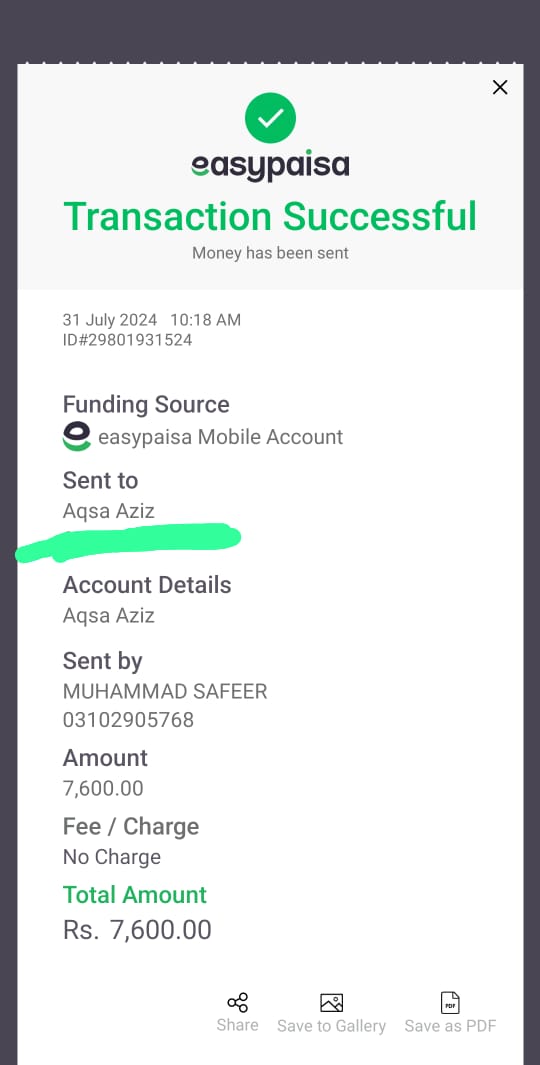 easypaisa
Transaction Successful
Money has been sent
31 July 2024 10:18 AM
ID#29801931524
Funding Source
easypaisa Mobile Account
Sent to
Aqsa Aziz
Account Details
Aqsa Aziz
Sent by
MUHAMMAD SAFEER
03102905768
Amount
7,600.00
Fee / Charge
No Charge
Total Amount
Rs. 7,600.00
PDF
Share Save to Gallery Save as PDF